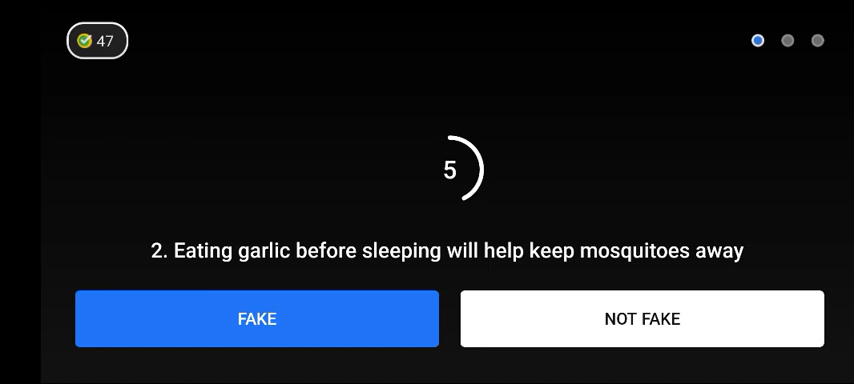 47
5
2. Eating garlic before sleeping will help keep mosquitoes away
FAKE
NOT FAKE